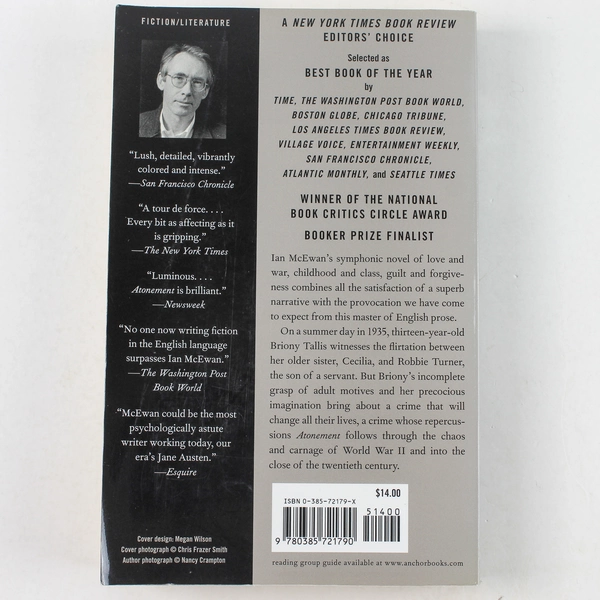 FICTION/LITERATURE
"Lush, detailed, vibrantly
colored and intense."
—San Francisco Chronicle
"A tour de force. . . .
Every bit as affecting as it
is gripping."
—The New York Times
"Luminous. . . .
Atonement is brilliant."
—Newsweek
"No one now writing fiction
in the English language
surpasses Ian McEwan."
—The Washington Post
Book World
"McEwan could be the most
psychologically astute
writer working today, our
era's Jane Austen."
—Esquire
Cover design: Megan Wilson
Cover photograph © Chris Frazer Smith
Author photograph © Nancy Crampton
A NEW YORK TIMES BOOK REVIEW
EDITORS' CHOICE
Selected as
BEST BOOK OF THE YEAR
by
TIME, THE WASHINGTON POST BOOK WORLD,
BOSTON GLOBE, CHICAGO TRIBUNE,
LOS ANGELES TIMES BOOK REVIEW,
VILLAGE VOICE, ENTERTAINMENT WEEKLY,
SAN FRANCISCO CHRONICLE,
ATLANTIC MONTHLY, and SEATTLE TIMES
WINNER OF THE NATIONAL
BOOK CRITICS CIRCLE AWARD
BOOKER PRIZE FINALIST
Ian McEwan's symphonic novel of love and
war, childhood and class, guilt and forgive-
ness combines all the satisfaction of a superb
narrative with the provocation we have come
to expect from this master of English prose.
On a summer day in 1935, thirteen-year-old
Briony Tallis witnesses the flirtation between
her older sister, Cecilia, and Robbie Turner,
the son of a servant. But Briony's incomplete
grasp of adult motives and her precocious
imagination bring about a crime that will
change all their lives, a crime whose repercus-
sions Atonement follows through the chaos
and carnage of World War II and into the
close of the twentieth century.
$14.00
ISBN 0-385-72179-X
51400
9 780385 721790
reading group guide available at www.anchorbooks.com